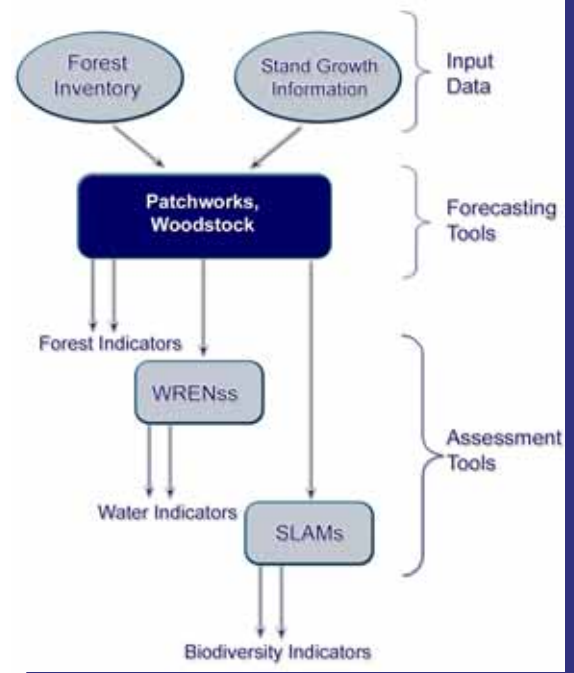 Forest
Inventory
Stand Growth
Information
Input
Data
Patchworks,
Woodstock
Forecasting
Tools
Forest Indicators
WRENss
Assessment
Tools
Water Indicators
SLAMs
Biodiversity Indicators